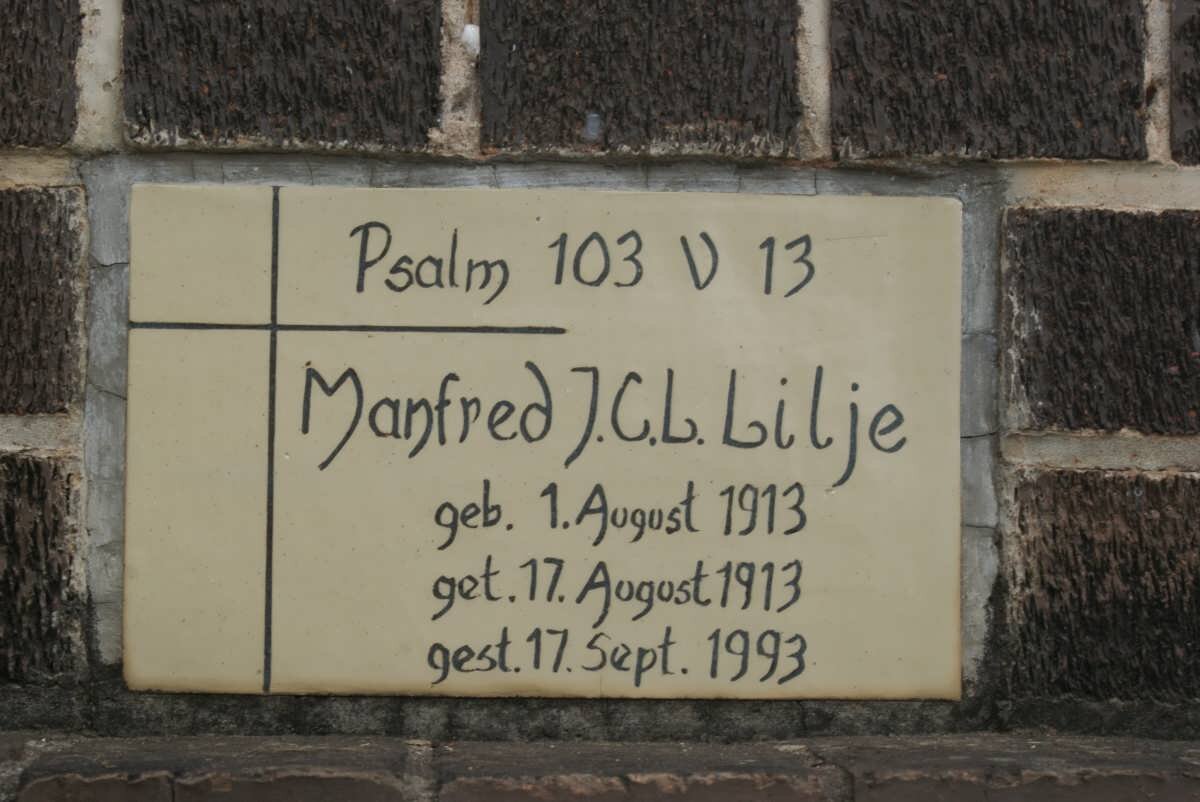 Psalm 103 V 13
Manfred J.C.L. Lilje
geb. 1. August 1913
get. 17. August 1913
gest. 17. Sept. 1993